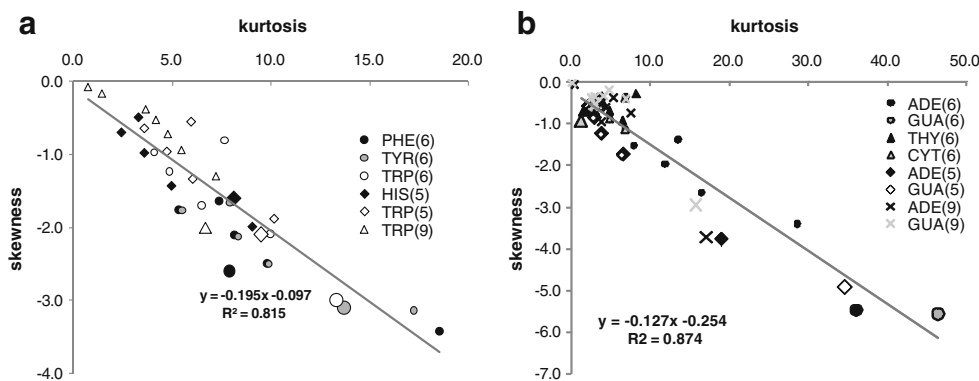 a
kurtosis
0.0 5.0 10.0 15.0 20.0
0.0
-1.0
-2.0
-3.0
-4.0
skewness
PHE(6)
TYR(6)
TRP(6)
HIS(5)
TRP(5)
TRP(9)
y = -0.195x -0.097
R² = 0.815
b
kurtosis
0.0 10.0 20.0 30.0 40.0 50.0
0.0
-1.0
-2.0
-3.0
-4.0
-5.0
-6.0
-7.0
skewness
ADE(6)
GUA(6)
THY(6)
CYT(6)
ADE(5)
GUA(5)
ADE(9)
GUA(9)
y = -0.127x -0.254
R2 = 0.874